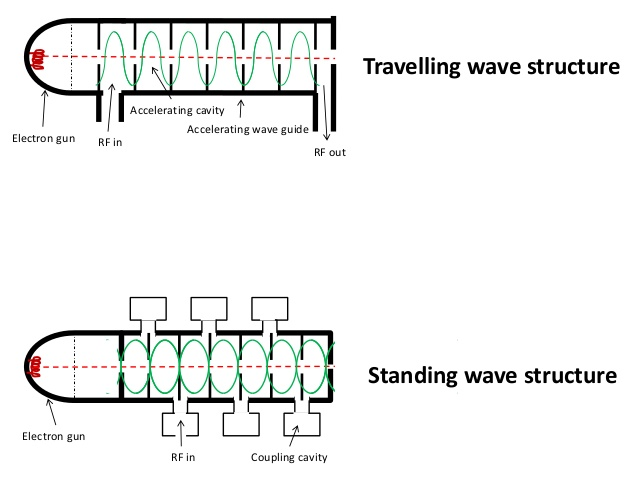 Travelling wave structure
Accelerating cavity
Accelerating wave guide
Electron gun
RF in
RF out
Standing wave structure
Electron gun
RF in
Coupling cavity